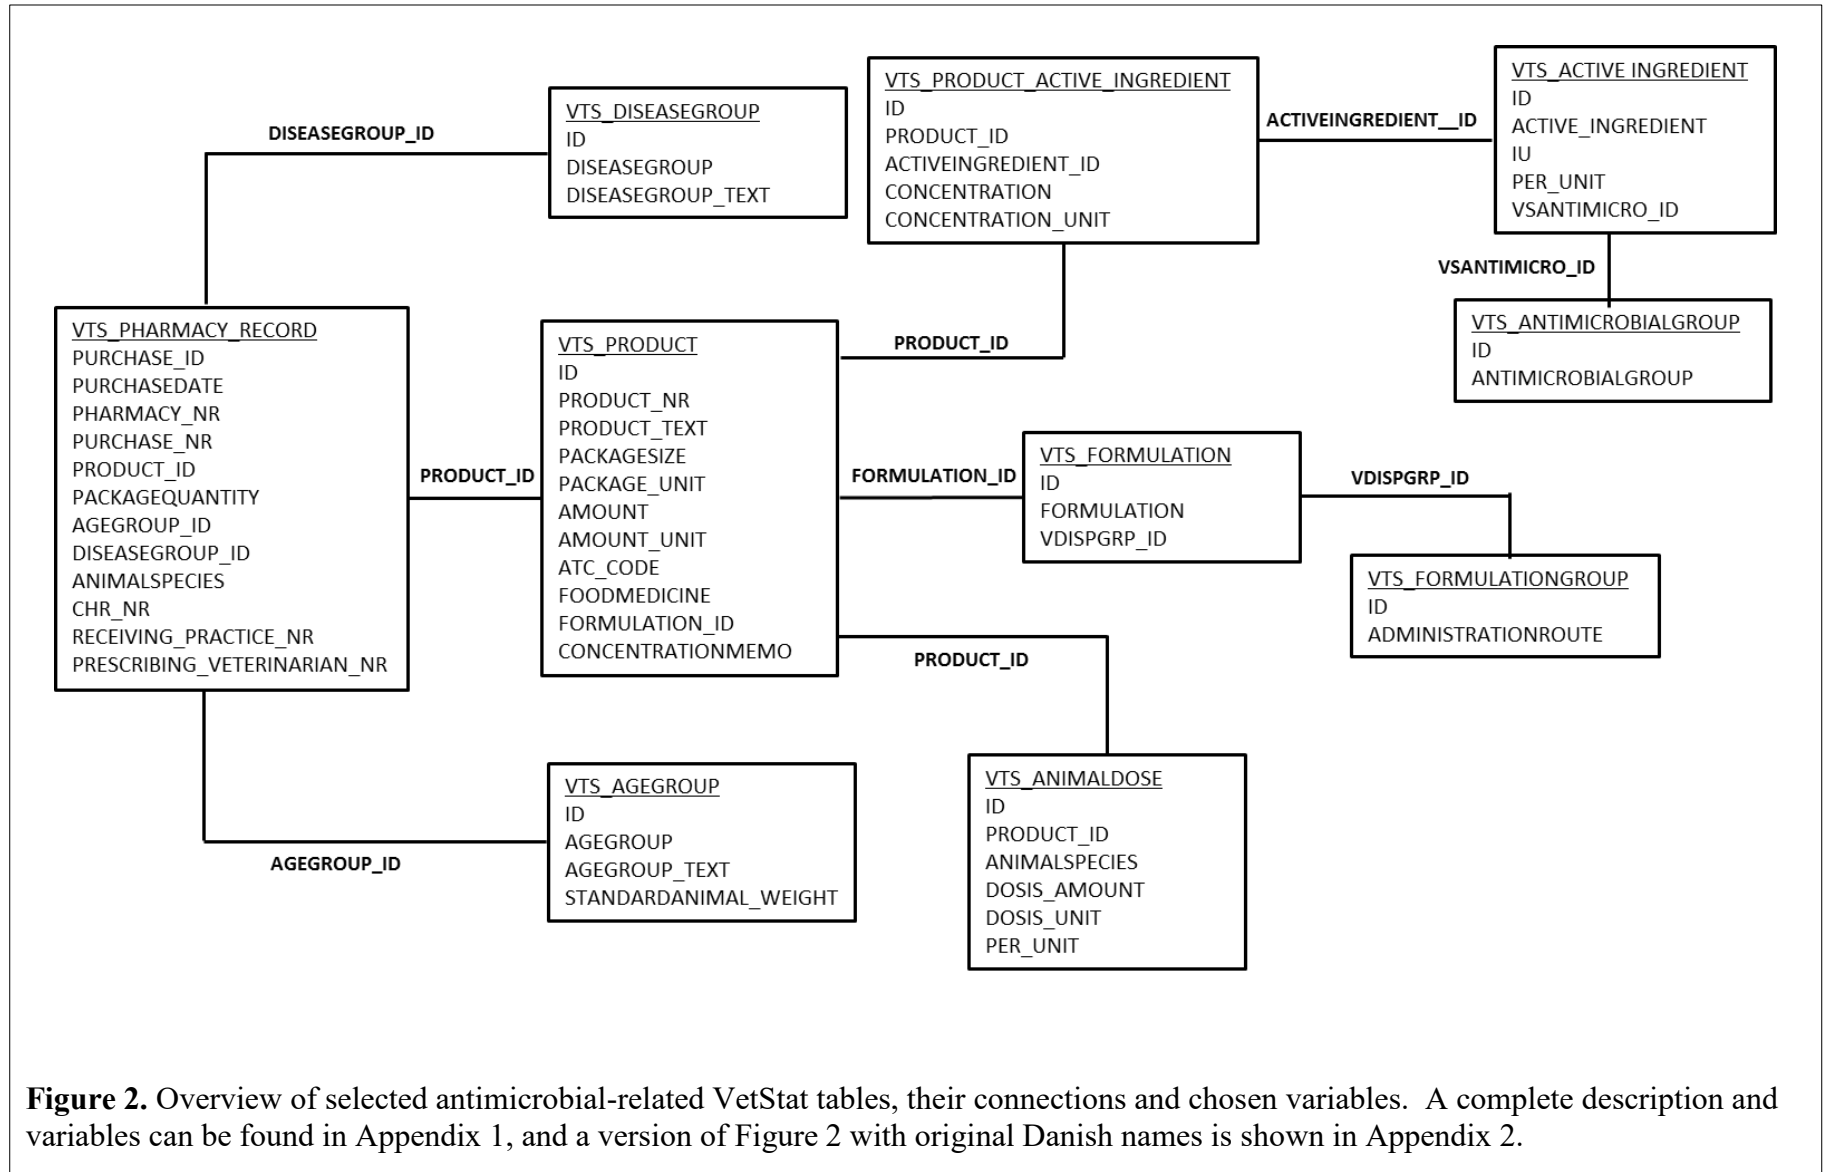 DISEASEGROUP_ID
VTS_DISEASEGROUP
ID
DISEASEGROUP
DISEASEGROUP_TEXT
VTS_PRODUCT_ACTIVE_INGREDIENT
ID
PRODUCT_ID
ACTIVEINGREDIENT_ID
CONCENTRATION
CONCENTRATION_UNIT
ACTIVEINGREDIENT__ID
VTS_ACTIVE INGREDIENT
ID
ACTIVE_INGREDIENT
IU
PER_UNIT
VSANTIMICRO_ID
VSANTIMICRO_ID
VTS_ANTIMICROBIALGROUP
ID
ANTIMICROBIALGROUP
VTS_PHARMACY_RECORD
PURCHASE_ID
PURCHASEDATE
PHARMACY_NR
PURCHASE_NR
PRODUCT_ID
PACKAGEQUANTITY
AGEGROUP_ID
DISEASEGROUP_ID
ANIMALSPECIES
CHR_NR
RECEIVING_PRACTICE_NR
PRESCRIBING_VETERINARIAN_NR
PRODUCT_ID
VTS_PRODUCT
ID
PRODUCT_NR
PRODUCT_TEXT
PACKAGESIZE
PACKAGE_UNIT
AMOUNT
AMOUNT_UNIT
ATC_CODE
FOODMEDICINE
FORMULATION_ID
CONCENTRATIONMEMO
PRODUCT_ID
FORMULATION_ID
VTS_FORMULATION
ID
FORMULATION
VDISPGRP_ID
VDISPGRP_ID
VTS_FORMULATIONGROUP
ID
ADMINISTRATIONROUTE
PRODUCT_ID
VTS_ANIMALDOSE
ID
PRODUCT_ID
ANIMALSPECIES
DOSIS_AMOUNT
DOSIS_UNIT
PER_UNIT
AGEGROUP_ID
VTS_AGEGROUP
ID
AGEGROUP
AGEGROUP_TEXT
STANDARDANIMAL_WEIGHT
Figure 2. Overview of selected antimicrobial-related VetStat tables, their connections and chosen variables. A complete description and
variables can be found in Appendix 1, and a version of Figure 2 with original Danish names is shown in Appendix 2.